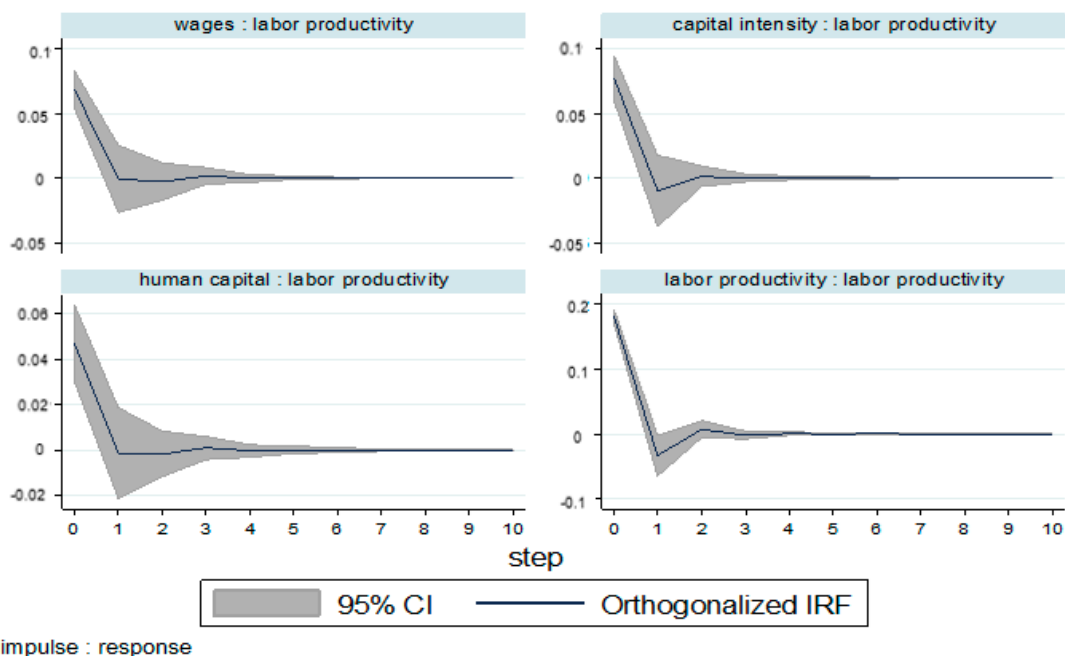 wages : labor productivity
0.1
0.05
0
-0.05
capital intensity : labor productivity
0.1
0.05
0
-0.05
human capital : labor productivity
0.06
0.04
0.02
0
-0.02
0 1 2 3 4 5 6 7 8 9 10
labor productivity : labor productivity
0.2
0.1
0
-0.1
0 1 2 3 4 5 6 7 8 9 10
step
95% CI Orthogonalized IRF
impulse : response